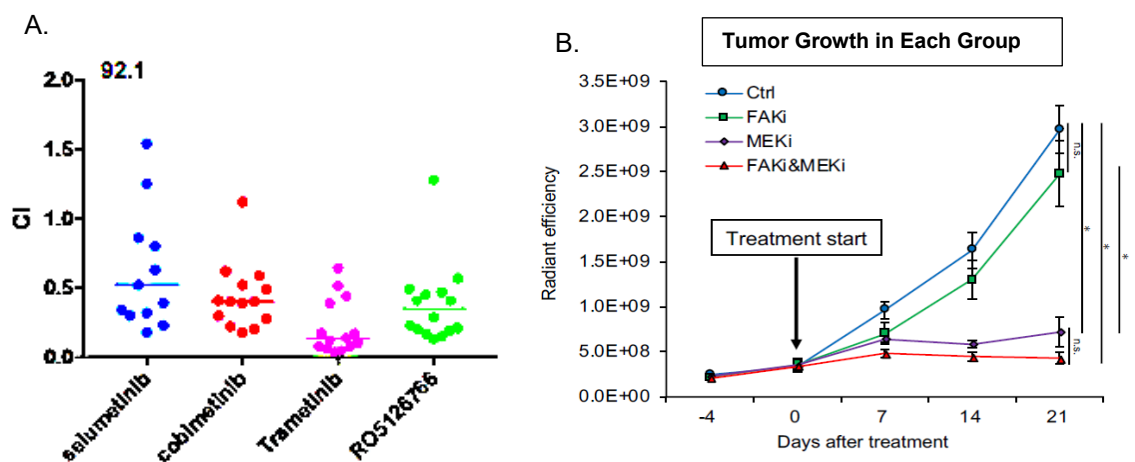 A.
92.1
2.0
1.5
1.0
0.5
0.0
CI
selumetinib
cobimetinib
Trametinib
RO5126766
B.
Tumor Growth in Each Group
3.5E+09
3.0E+09
2.5E+09
2.0E+09
1.5E+09
1.0E+09
5.0E+08
0.0E+00
Radiant efficiency
Ctrl
FAKi
MEKi
FAKi&MEKi
Treatment start
n.s.
*
*
*
n.s.
-4
0
7
14
21
Days after treatment